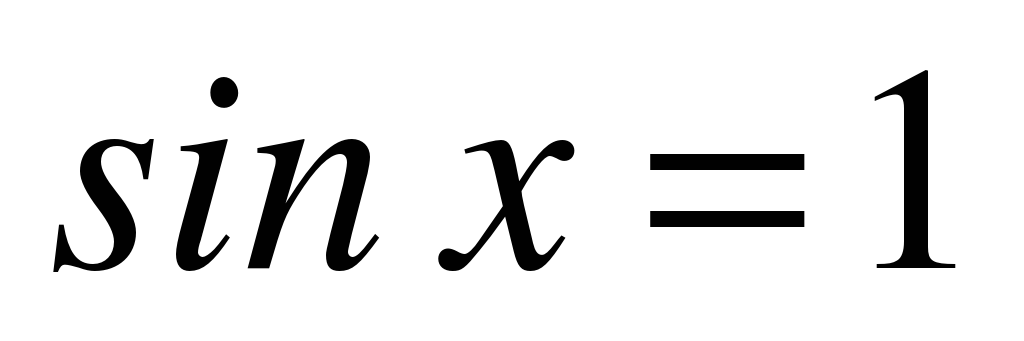 sin x = 1